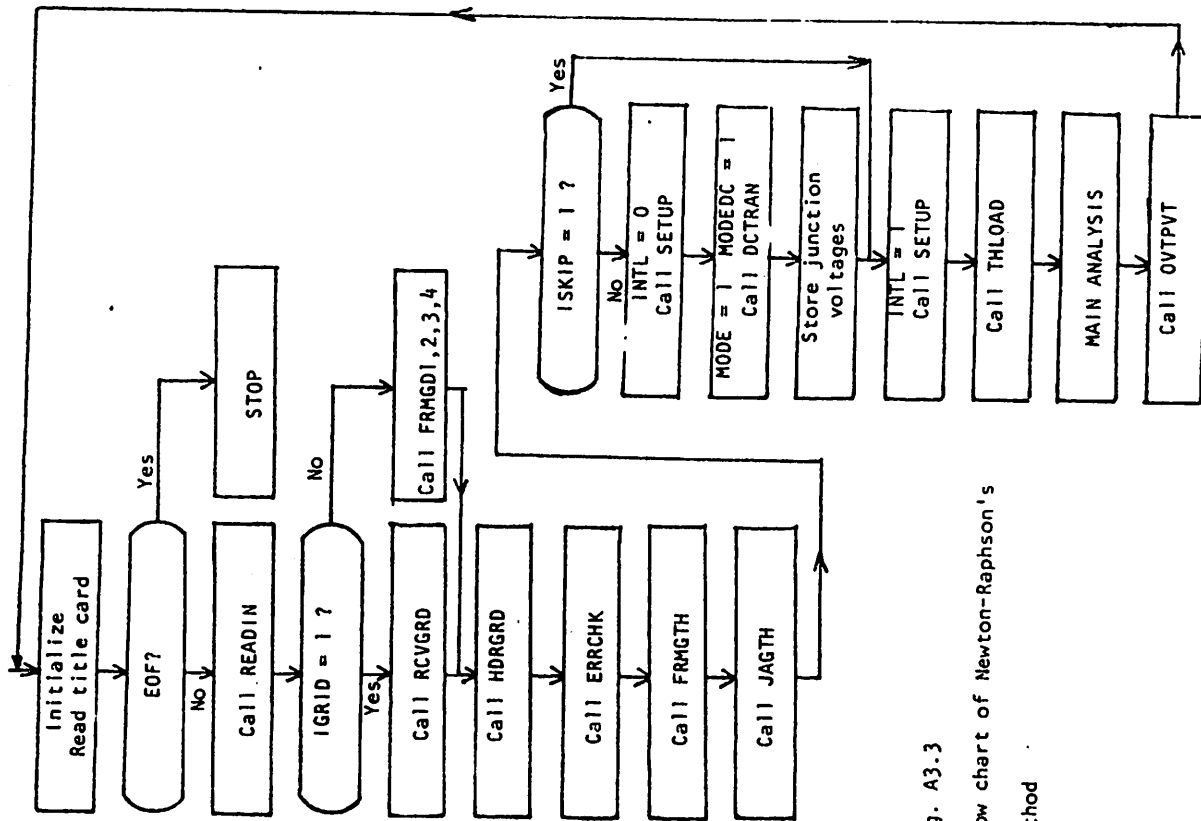 Initialize
Read title card
EOF?
Yes
No
STOP
Call READIN
IGRID = 1 ?
No
Yes
Call FRMGD1,2,3,4
Call RCVGRD
Call HDRGRD
Call ERRCHK
Call FRMGTH
Call JAGTH
ISKIP = 1 ?
Yes
No
INTL = 0
Call SETUP
MODE = 1 MODEDC = 1
Call DCTRAN
Store junction
voltages
INTL = 1
Call SETUP
Call THLOAD
MAIN ANALYSIS
Call OVTPVT
g. A3.3
ow chart of Newton-Raphson's
thod